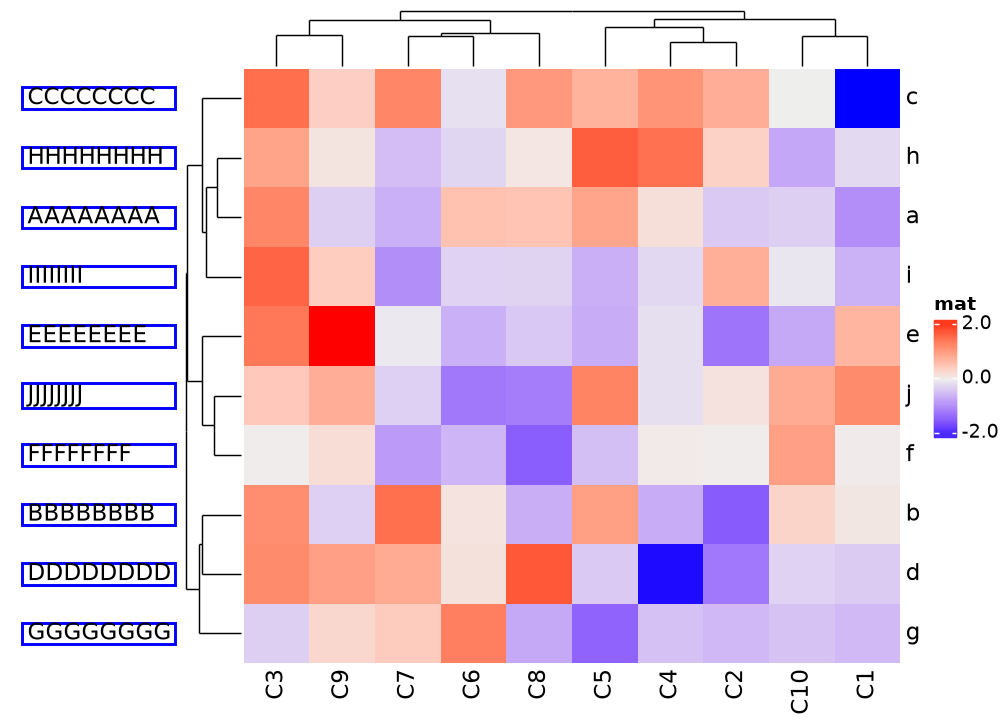 CCCCCCCC c
HHHHHHHH h
AAAAAAAA a
IIIIIIII i
EEEEEEEE e
JJJJJJJJ j
FFFFFFFF f
BBBBBBBB b
DDDDDDDD d
GGGGGGGG g
C3 C9 C7 C6 C8 C5 C4 C2 C10 C1
mat
2.0
0.0
-2.0